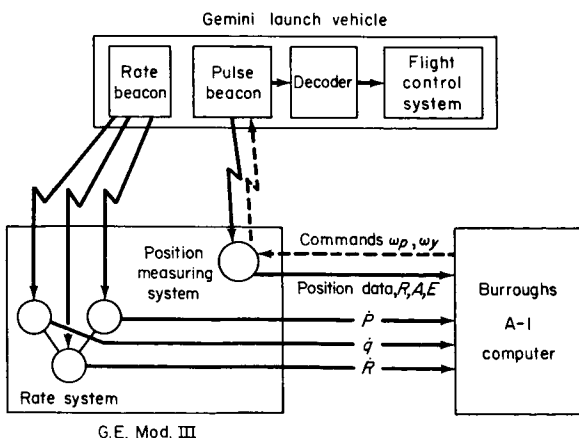 Gemini launch vehicle
Rate
beacon
Pulse
beacon
Decoder
Flight
control
system
Position
measuring
system
Commands ωp, ωy
Position data, R, A, E
Ṗ
q̇
Ṙ
Burroughs
A-1
computer
Rate system
G.E. Mod. III